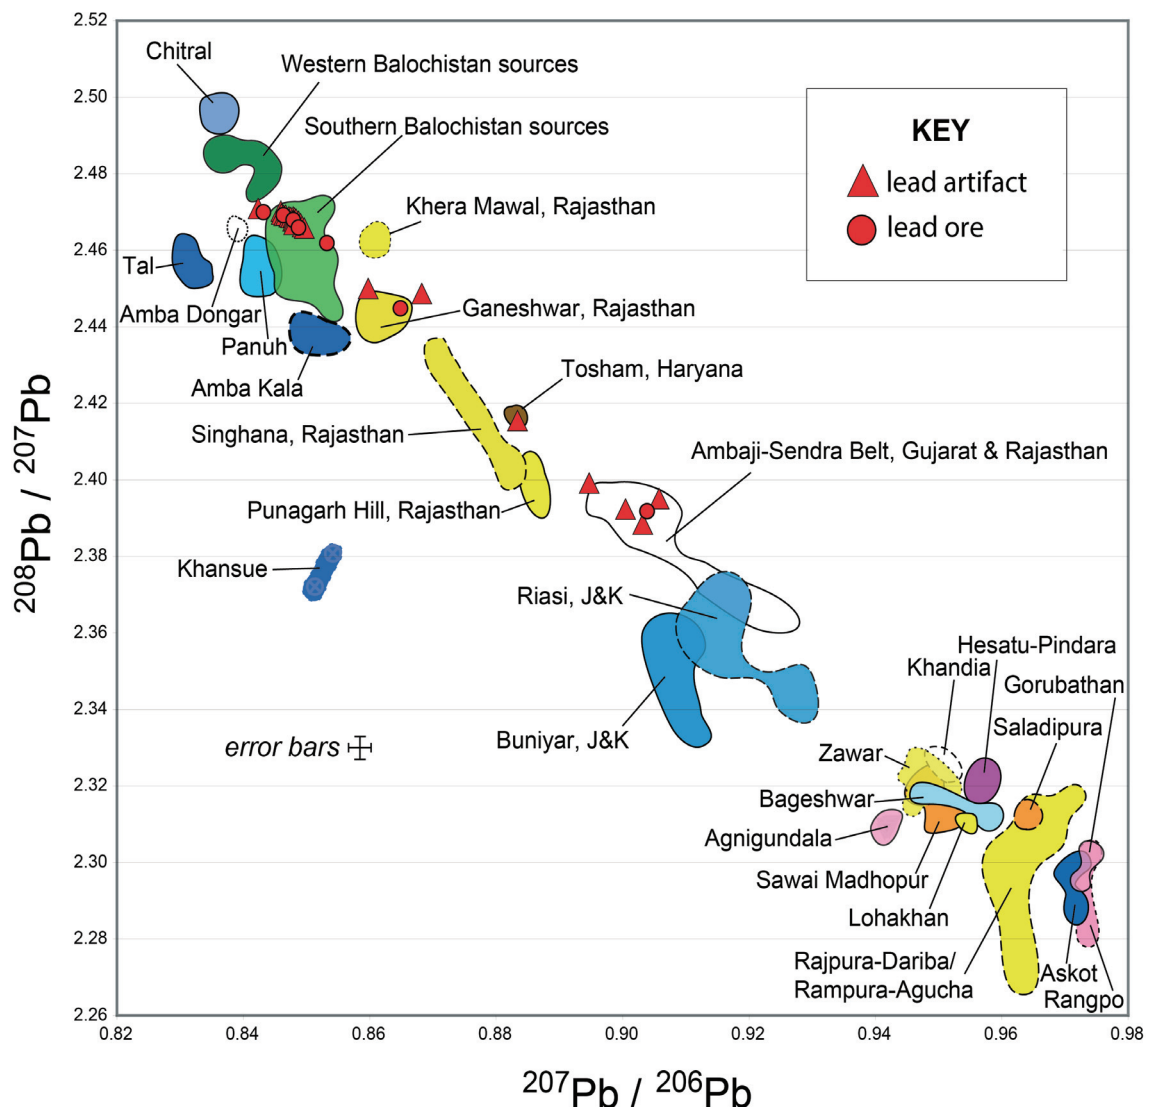 2.52
2.50
2.48
2.46
2.44
2.42
2.40
2.38
2.36
2.34
2.32
2.30
2.28
2.26
208Pb / 207Pb
Chitral
Western Balochistan sources
Southern Balochistan sources
KEY
lead artifact
lead ore
Khera Mawal, Rajasthan
Tal
Amba Dongar
Ganeshwar, Rajasthan
Panuh
Amba Kala
Tosham, Haryana
Singhana, Rajasthan
Ambaji-Sendra Belt, Gujarat & Rajasthan
Punagarh Hill, Rajasthan
Khansue
Riasi, J&K
Hesatu-Pindara
Khandia
Gorubathan
Saladipura
Buniyar, J&K
error bars
Zawar
Bageshwar
Agnigundala
Sawai Madhopur
Lohakhan
Rajpura-Dariba/
Rampura-Agucha
Askot
Rangpo
0.82
0.84
0.86
0.88
0.90
0.92
0.94
0.96
0.98
207Pb / 206Pb